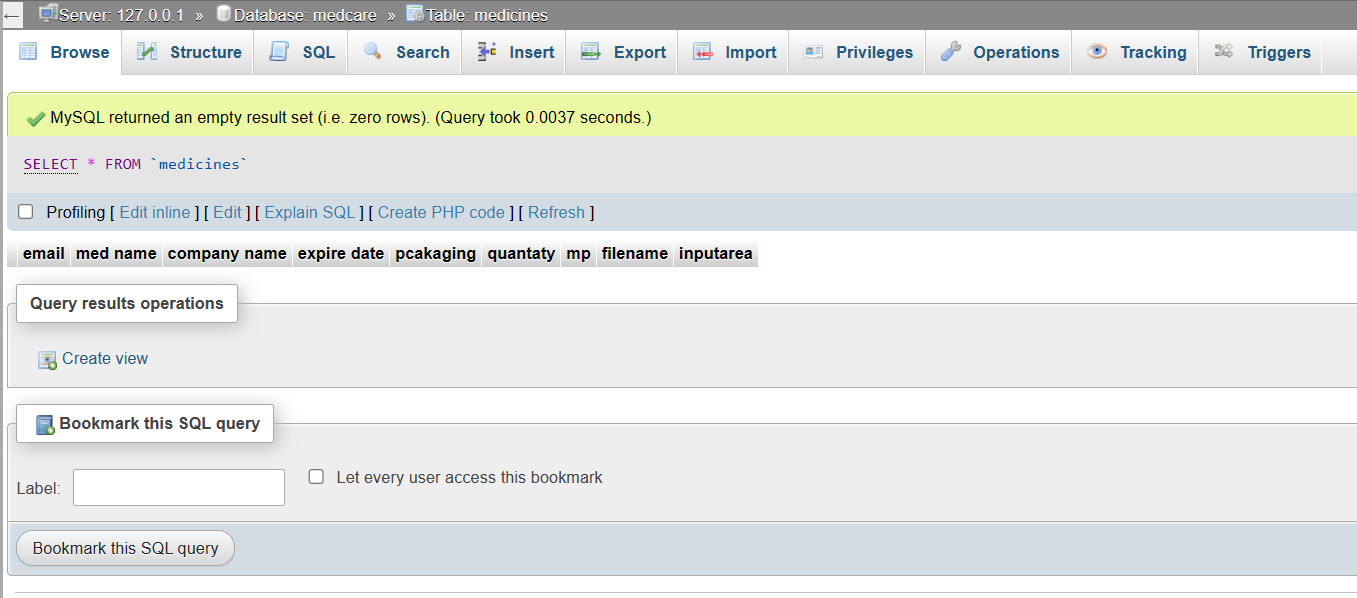 Server: 127.0.0.1 » Database: medcare » Table: medicines
Browse Structure SQL Search Insert Export Import Privileges Operations Tracking Triggers
MySQL returned an empty result set (i.e. zero rows). (Query took 0.0037 seconds.)
SELECT * FROM `medicines`
Profiling [ Edit inline ] [ Edit ] [ Explain SQL ] [ Create PHP code ] [ Refresh ]
email med name company name expire date pcakaging quantaty mp filename inputarea
Query results operations
Create view
Bookmark this SQL query
Label: Let every user access this bookmark
Bookmark this SQL query